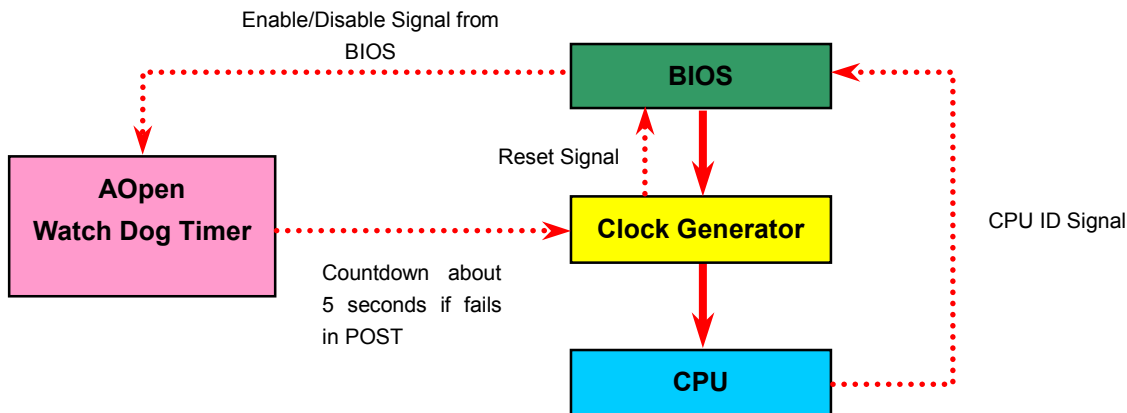 Enable/Disable Signal from
BIOS
BIOS
Reset Signal
AOpen
Watch Dog Timer
Clock Generator
CPU ID Signal
Countdown about
5 seconds if fails
in POST
CPU